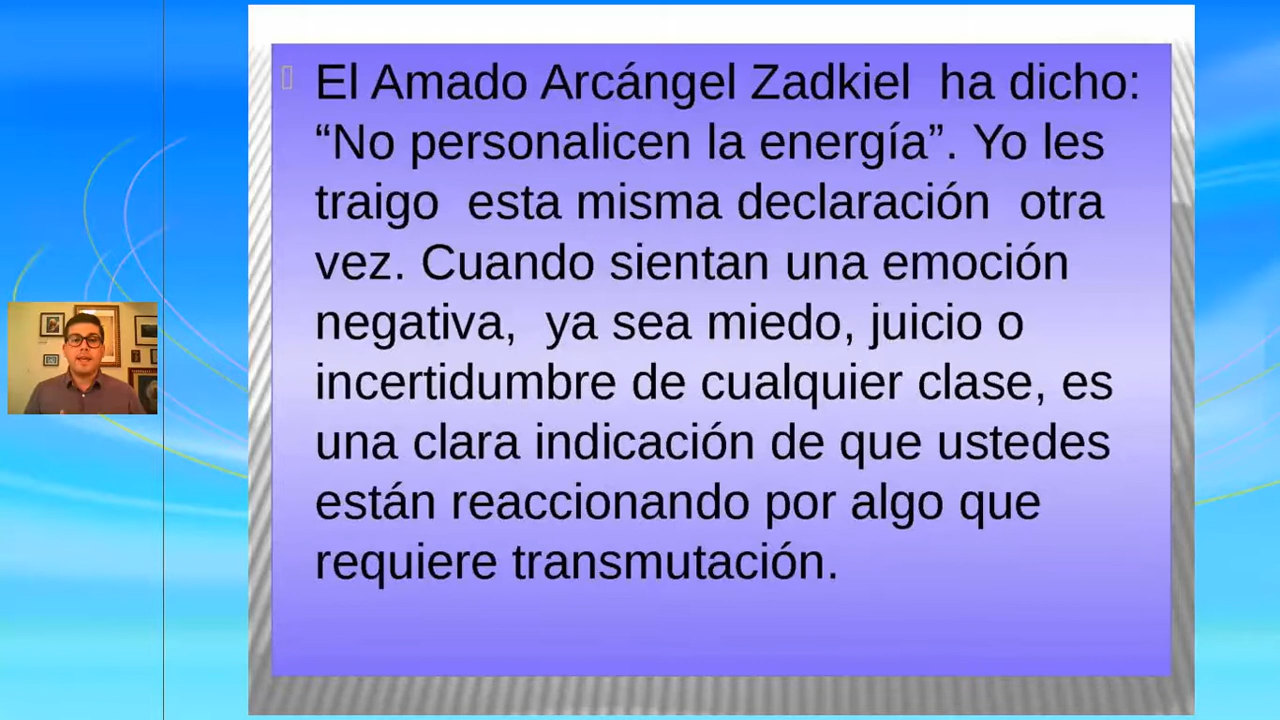 El Amado Arcángel Zadkiel  ha dicho:
“No personalicen la energía”. Yo les
traigo  esta misma declaración  otra
vez. Cuando sientan una emoción
negativa,  ya sea miedo, juicio o
incertidumbre de cualquier clase, es
una clara indicación de que ustedes
están reaccionando por algo que
requiere transmutación.